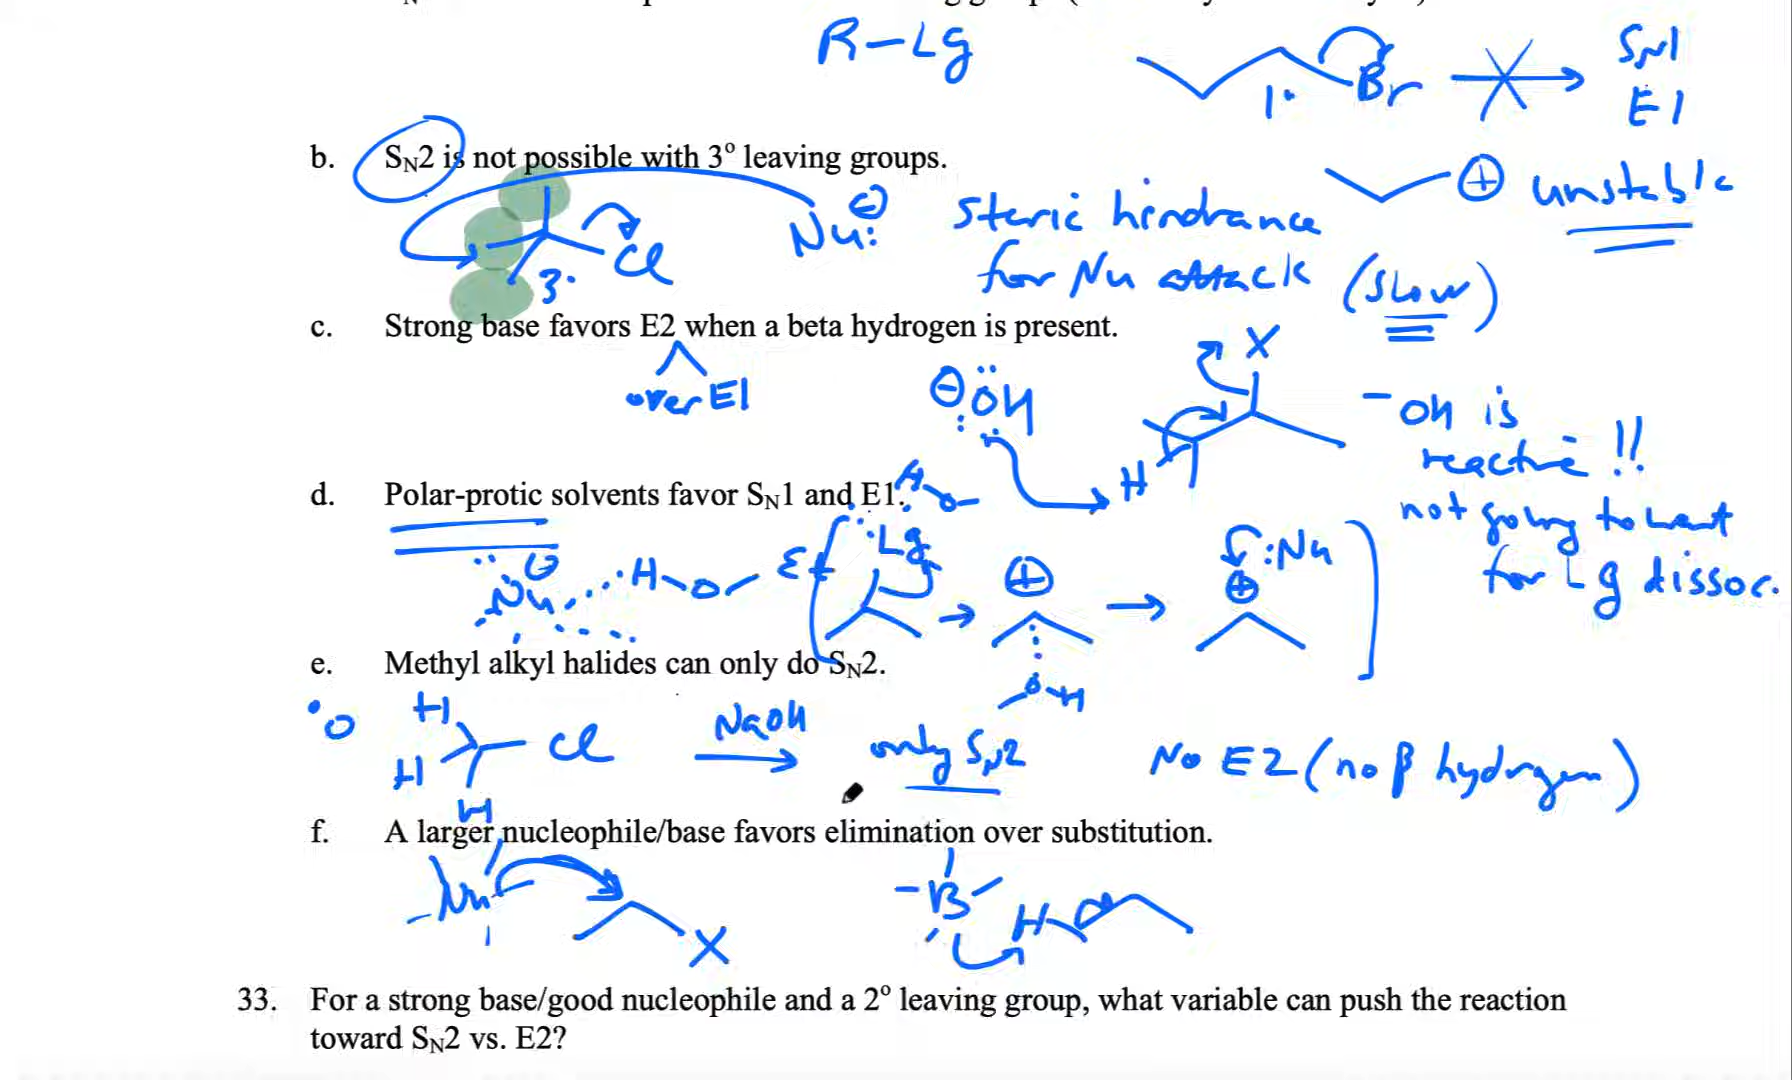 R-Lg
SN1
1° Br
E1
b. SN2 is not possible with 3° leaving groups.
⊕ unstable
Nu:⊖ steric hindrance
3° Cl
for Nu attack (slow)
c. Strong base favors E2 when a beta hydrogen is present.
X
over E1
⊖:ÖH
-OH is
reactive!!
H
d. Polar-protic solvents favor SN1 and E1.
H O
not going to want
for Lg dissoc.
Nu ⊖ H-O Et
:Lg ⊕ :Nu ⊕
e. Methyl alkyl halides can only do SN2.
O-H
°0 H H H Cl
NaOH
only SN2
No E2 (no β hydrogen)
f. A larger nucleophile/base favors elimination over substitution.
Nu X
B H
33. For a strong base/good nucleophile and a 2° leaving group, what variable can push the reaction
toward SN2 vs. E2?